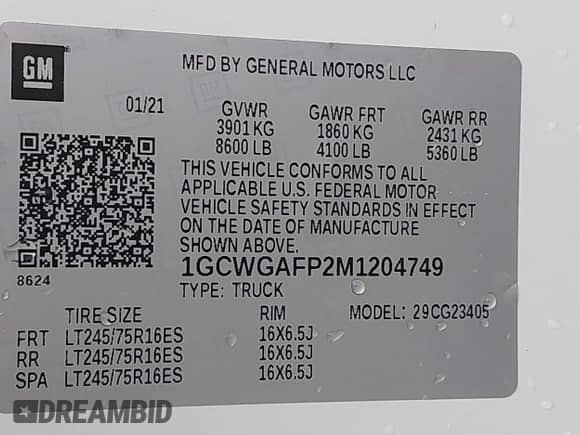 GM
MFD BY GENERAL MOTORS LLC
01/21
GVWR GAWR FRT GAWR RR
3901 KG 1860 KG 2431 KG
8600 LB 4100 LB 5360 LB
THIS VEHICLE CONFORMS TO ALL
APPLICABLE U.S. FEDERAL MOTOR
VEHICLE SAFETY STANDARDS IN EFFECT
ON THE DATE OF MANUFACTURE
SHOWN ABOVE.
8624
1GCWGAFP2M1204749
TYPE: TRUCK
TIRE SIZE RIM MODEL: 29CG23405
FRT LT245/75R16ES 16X6.5J
RR LT245/75R16ES 16X6.5J
SPA LT245/75R16ES 16X6.5J
DREAMBID